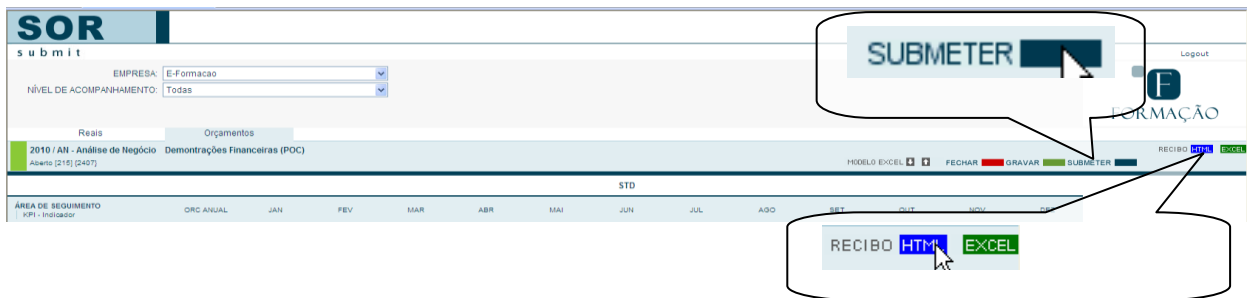 SOR
submit
SUBMETER
Logout
EMPRESA: E-Formacao
NÍVEL DE ACOMPANHAMENTO: Todas
F
FORMAÇÃO
Reais Orçamentos
2010 / AN - Análise de Negócio Demontrações Financeiras (POC)
Aberto [215] (2407)
MODELO EXCEL FECHAR GRAVAR SUBMETER
RECIBO HTML EXCEL
STD
ÁREA DE SEGUIMENTO
KPI - Indicador
ORC ANUAL JAN FEV MAR ABR MAI JUN JUL AGO SET OUT NOV DEZ
RECIBO HTML EXCEL